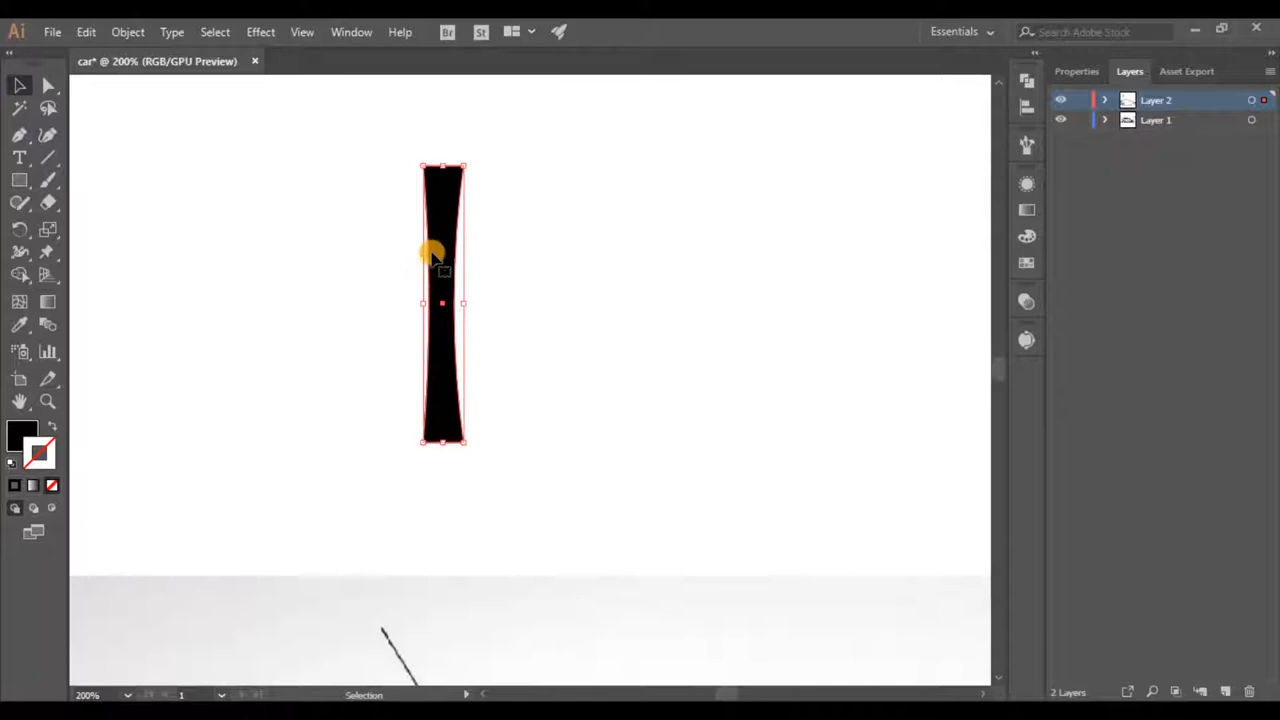 Ai File Edit Object Type Select Effect View Window Help Br St Essentials Search Adobe Stock
car* @ 200% (RGB/GPU Preview) ×
Properties Layers Asset Export
Layer 2
Layer 1
200% 1 Selection 2 Layers